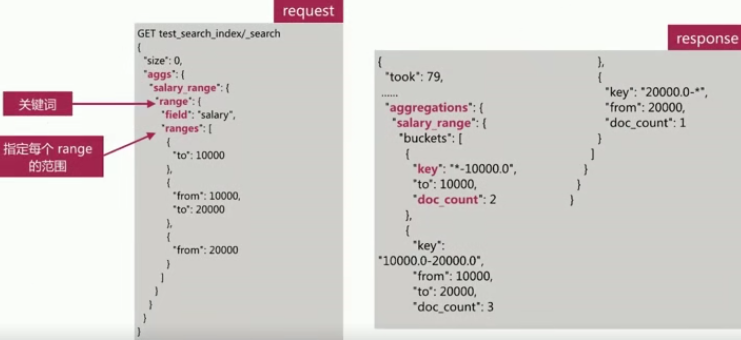 request
GET test_search_index/_search
{
"size": 0,
"aggs": {
"salary_range": {
"range": {
"field": "salary",
"ranges": [
{
"to": 10000
},
{
"from": 10000,
"to": 20000
},
{
"from": 20000
}
]
}
}
}
}
关键词
指定每个 range
的范围
response
{
"took": 79,
......
"aggregations": {
"salary_range": {
"buckets": [
{
"key": "*-10000.0",
"to": 10000,
"doc_count": 2
},
{
"key":
"10000.0-20000.0",
"from": 10000,
"to": 20000,
"doc_count": 3
},
{
"key": "20000.0-*",
"from": 20000,
"doc_count": 1
}
]
}
}
}